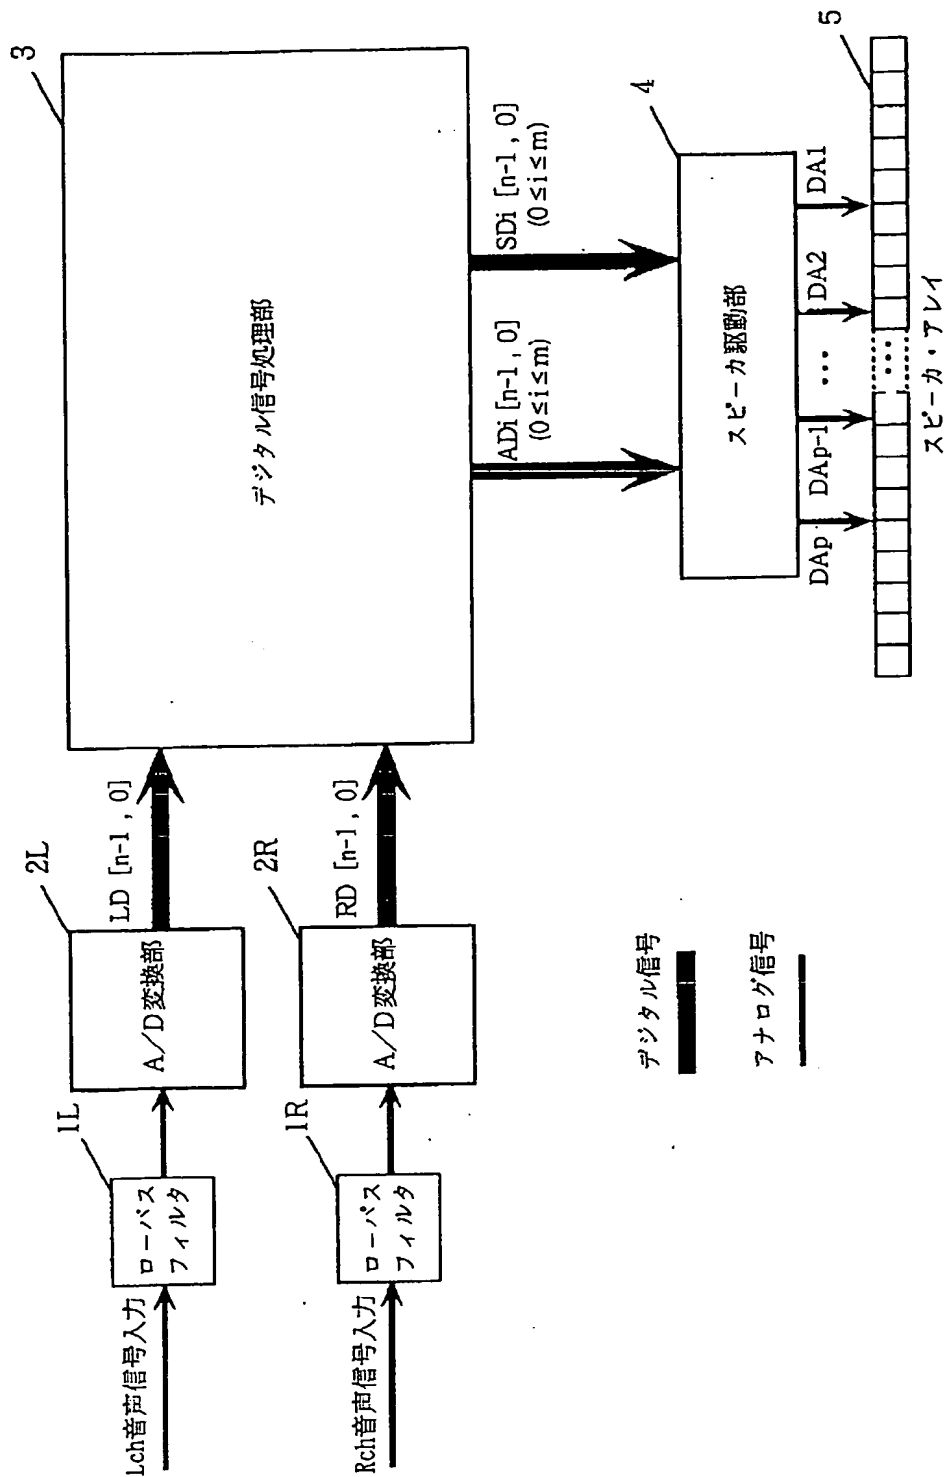 Lch音声信号入力
1L
ローパス
フィルタ
2L
A/D変換部
LD [n-1, 0]
3
デジタル信号処理部
Rch音声信号入力
1R
ローパス
フィルタ
2R
A/D変換部
RD [n-1, 0]
ADi [n-1, 0]
(0≤i≤m)
SDi [n-1, 0]
(0≤i≤m)
4
スピーカ駆動部
DAp
DAp-1
...
DA2
DA1
5
...
スピーカ・アレイ
デジタル信号
アナログ信号